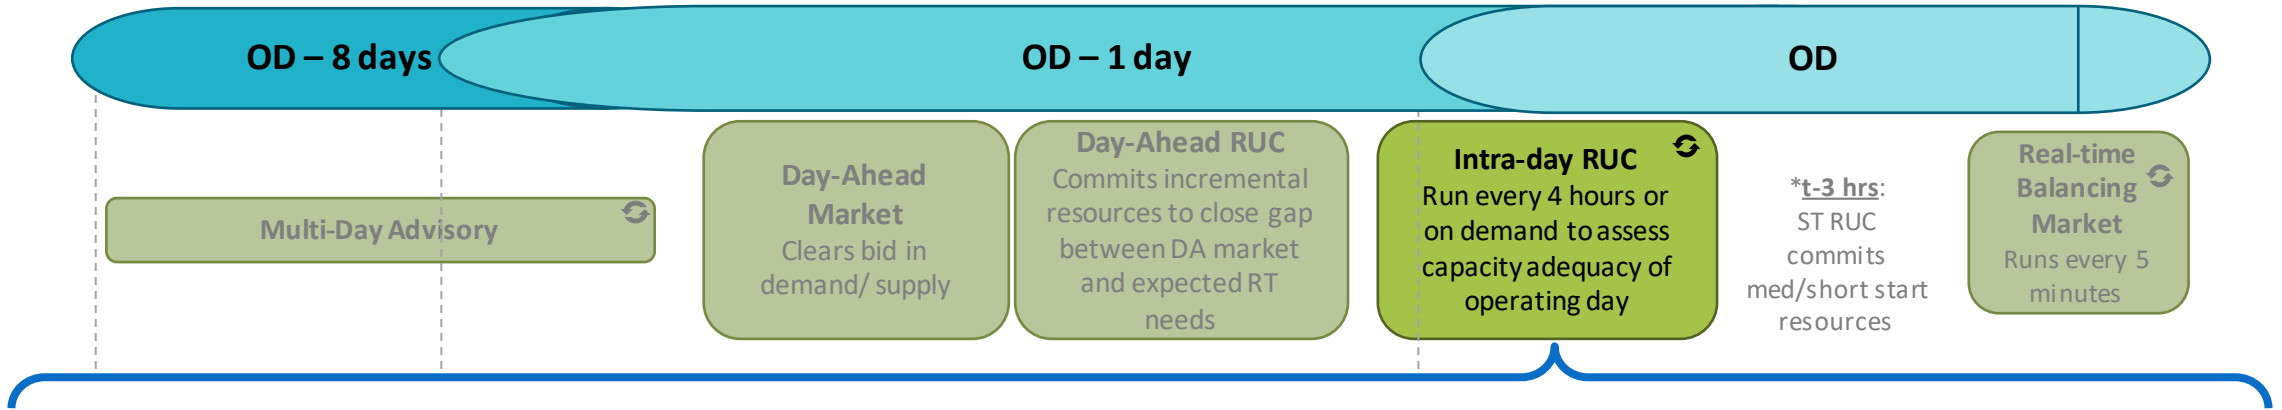 OD – 8 days
OD – 1 day
OD
Multi-Day Advisory
Day-Ahead
Market
Clears bid in
demand/ supply
Day-Ahead RUC
Commits incremental
resources to close gap
between DA market
and expected RT
needs
Intra-day RUC
Run every 4 hours or
on demand to assess
capacity adequacy of
operating day
*t-3 hrs:
ST RUC
commits
med/short start
resources
Real-time
Balancing
Market
Runs every 5
minutes